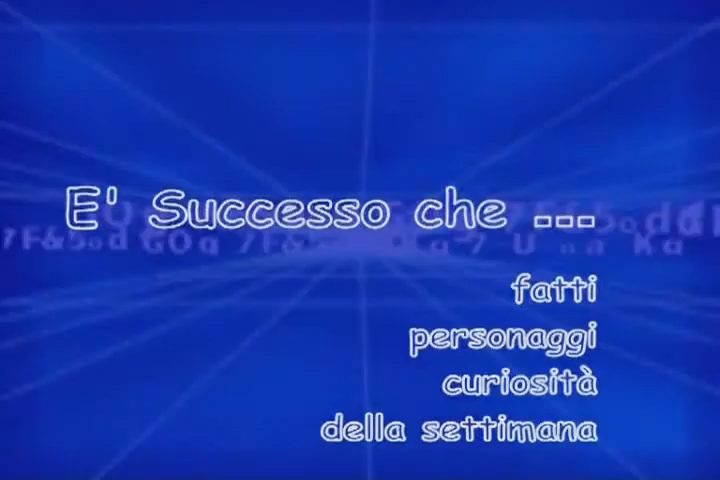 E' Successo che ...
fatti
personaggi
curiosità
della settimana